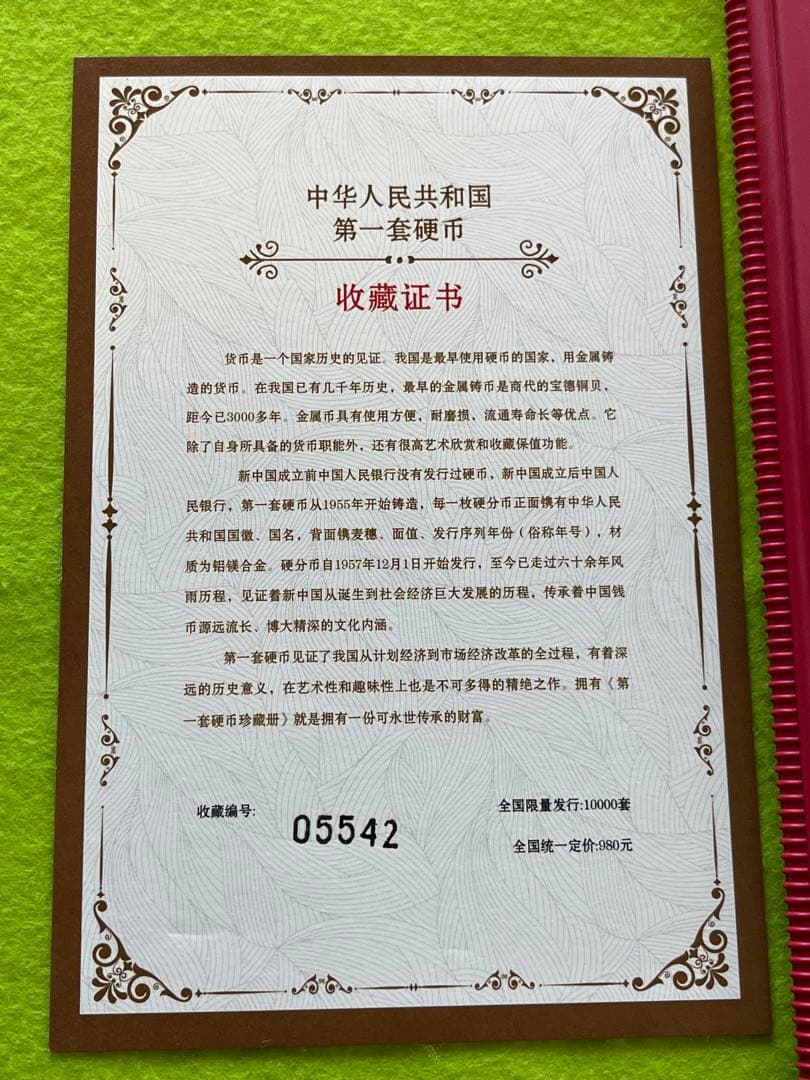 中华人民共和国
第一套硬币
收藏证书
货币是一个国家历史的见证。我国是最早使用硬币的国家，用金属铸
造的货币。在我国已有几千年历史，最早的金属铸币是商代的宝德铜贝，
距今已3000多年。金属币具有使用方便，耐磨损、流通寿命长等优点。它
除了自身所具备的货币职能外，还有很高艺术欣赏和收藏保值功能。
新中国成立前中国人民银行没有发行过硬币，新中国成立后中国人
民银行，第一套硬币从1955年开始铸造，每一枚硬分币正面镌有中华人民
共和国国徽、国名，背面镌麦穗、面值、发行序列年份（俗称年号），材
质为铝镁合金。硬分币自1957年12月1日开始发行，至今已走过六十余年风
雨历程，见证着新中国从诞生到社会经济巨大发展的历程，传承着中国钱
币源远流长、博大精深的文化内涵。
第一套硬币见证了我国从计划经济到市场经济改革的全过程，有着深
远的历史意义，在艺术性和趣味性上也是不可多得的精绝之作。拥有《第
一套硬币珍藏册》就是拥有一份可永世传承的财富。
收藏编号: 05542
全国限量发行:10000套
全国统一定价:980元